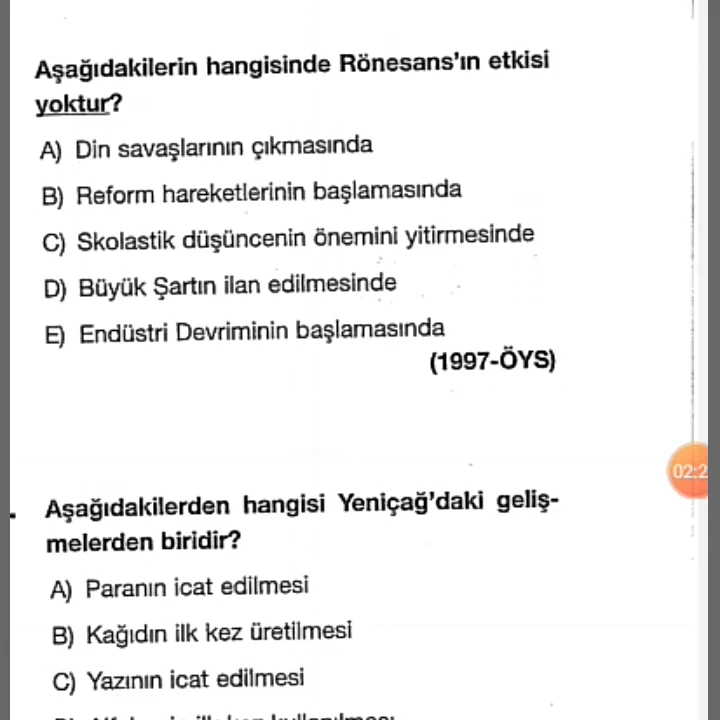 Aşağıdakilerin hangisinde Rönesans'ın etkisi
yoktur?
A) Din savaşlarının çıkmasında
B) Reform hareketlerinin başlamasında
C) Skolastik düşüncenin önemini yitirmesinde
D) Büyük Şartın ilan edilmesinde
E) Endüstri Devriminin başlamasında
(1997-ÖYS)
02:2
Aşağıdakilerden hangisi Yeniçağ'daki geliş-
melerden biridir?
A) Paranın icat edilmesi
B) Kağıdın ilk kez üretilmesi
C) Yazının icat edilmesi